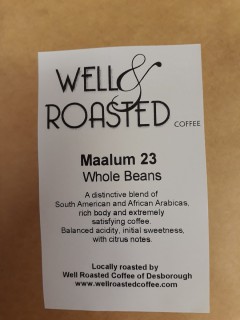 WELL &
ROASTED
COFFEE
Maalum 23
Whole Beans
A distinctive blend of
South American and African Arabicas,
rich body and extremely
satisfying coffee.
Balanced acidity, initial sweetness,
with citrus notes.
Locally roasted by
Well Roasted Coffee of Desborough
www.wellroastedcoffee.com